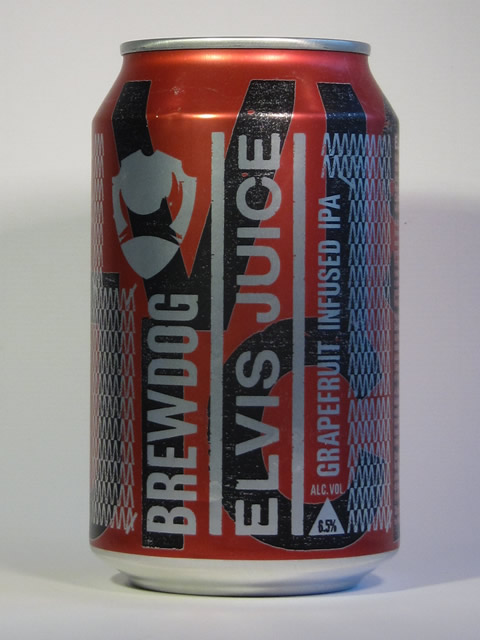 BREWDOG
ELVIS JUICE
GRAPEFRUIT INFUSED IPA
ALC.VOL
6.5%